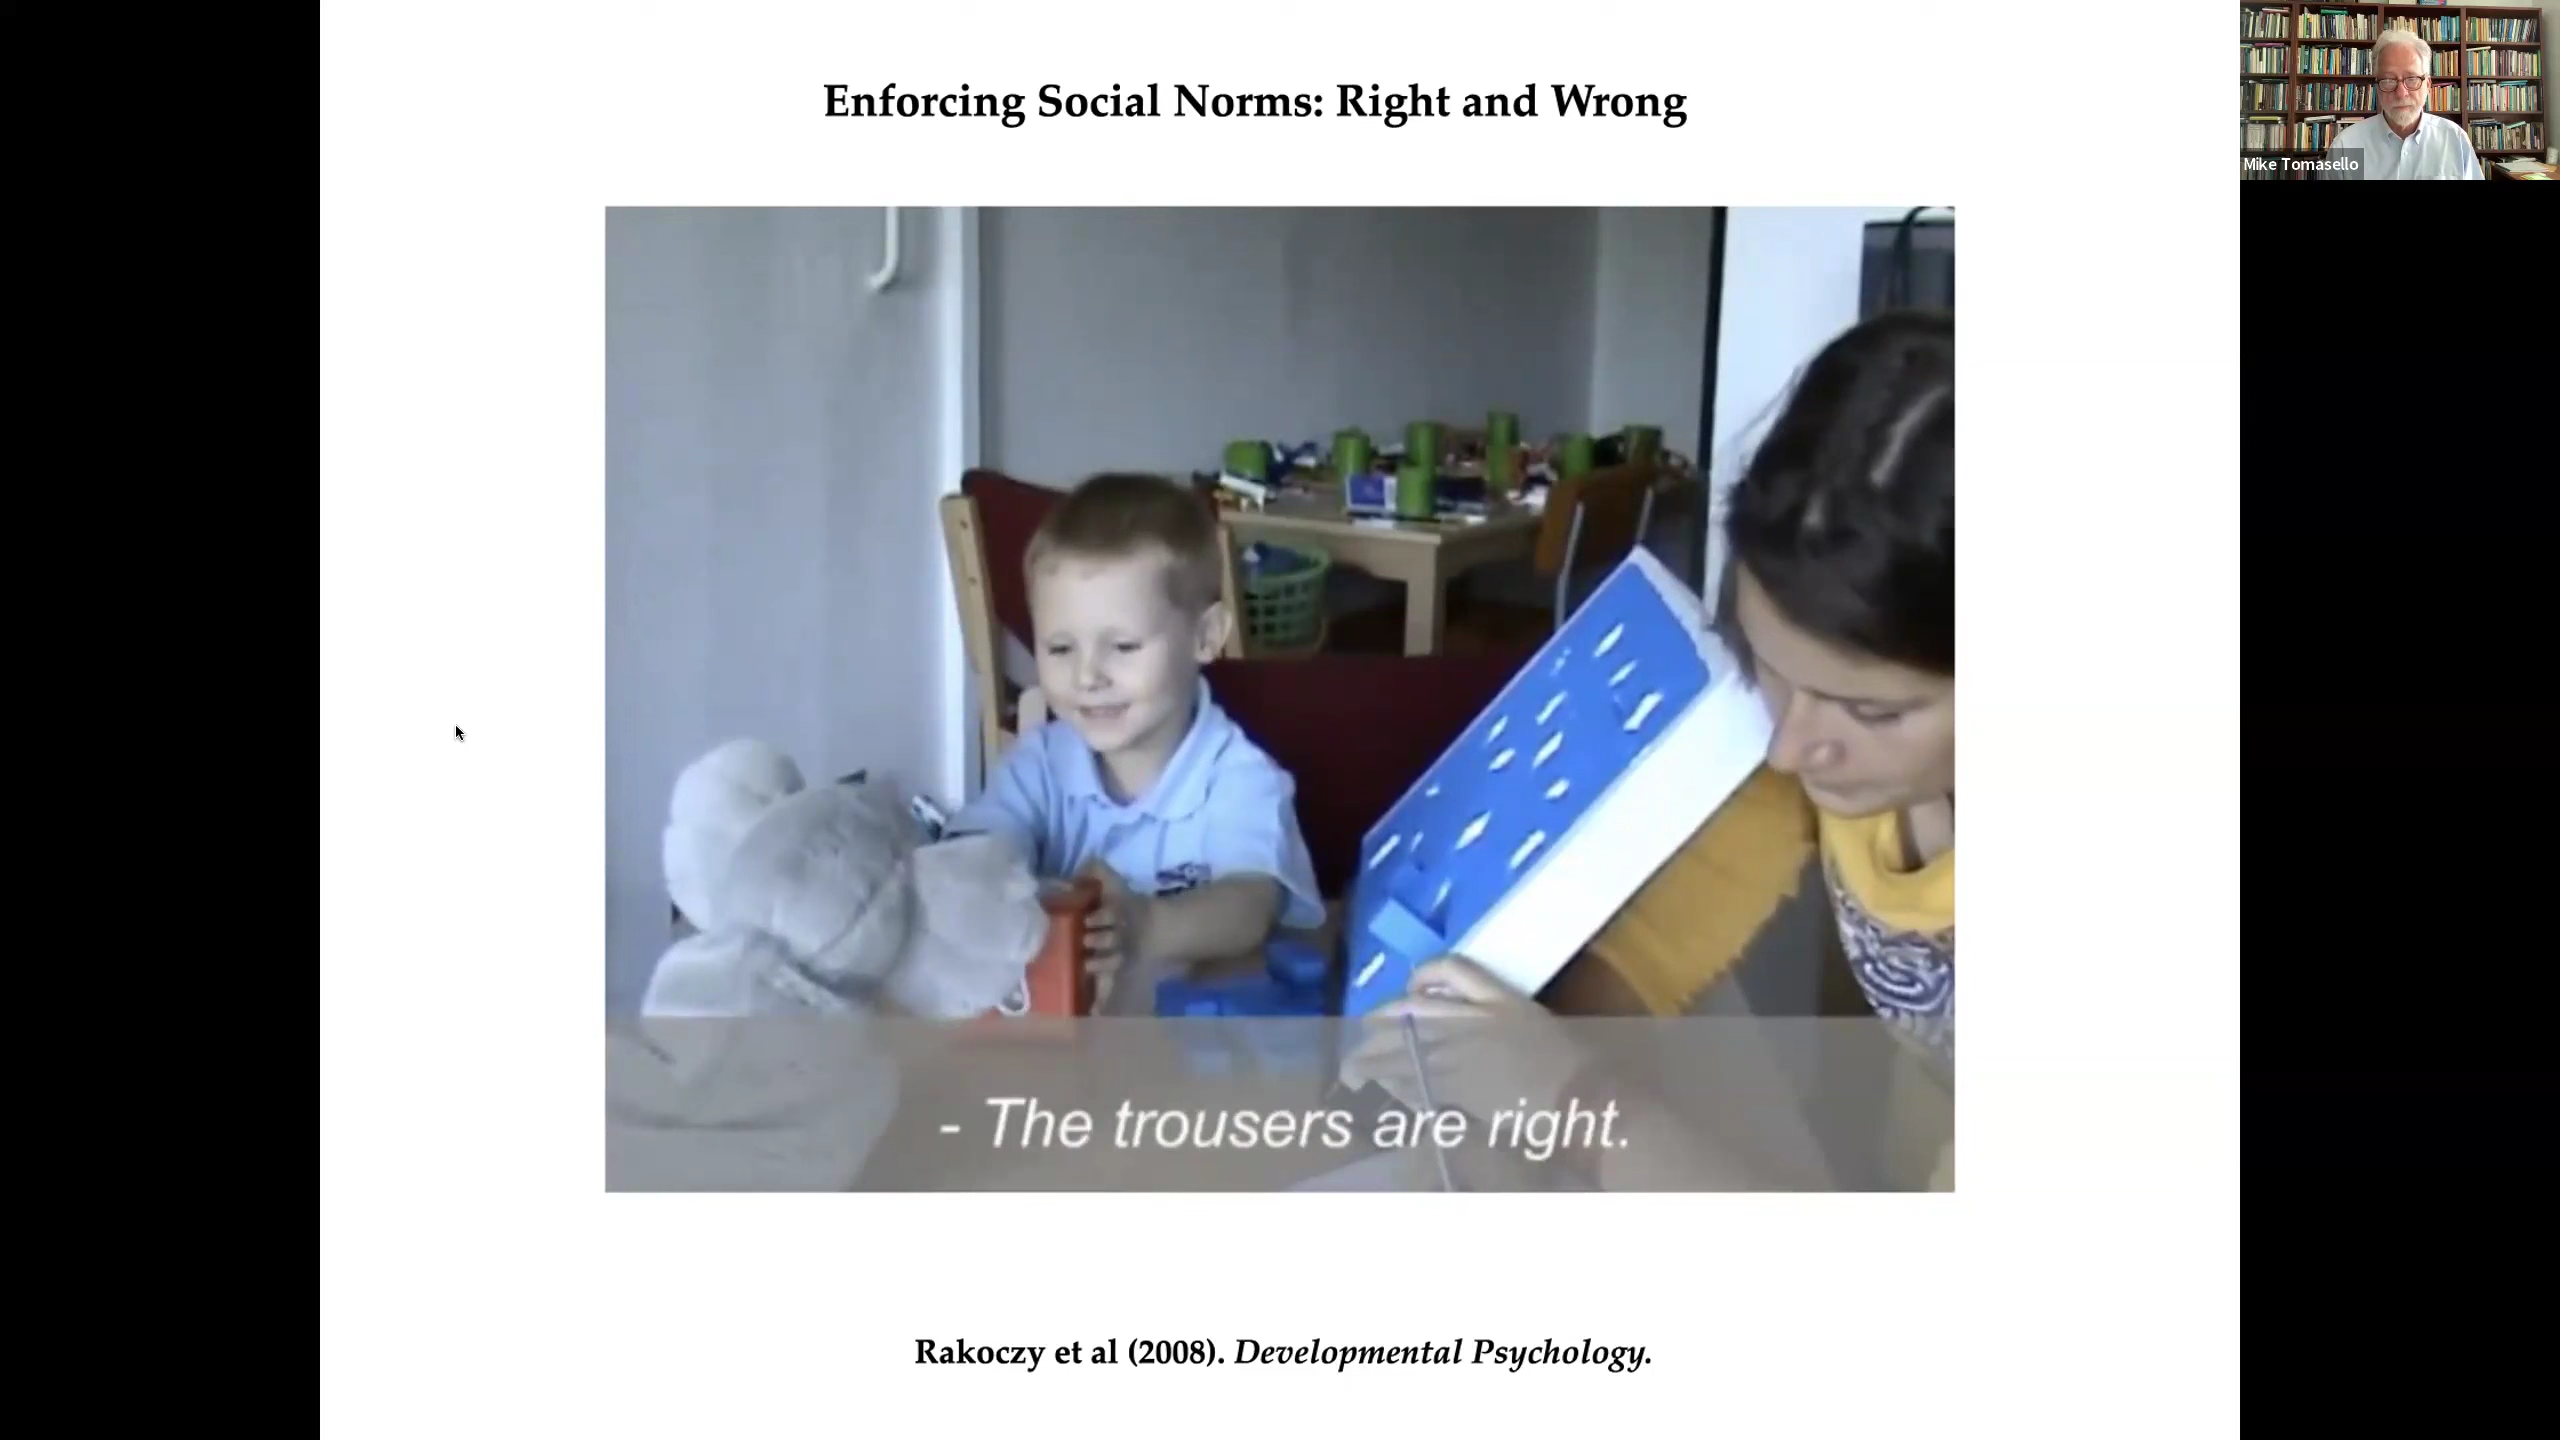 Enforcing Social Norms: Right and Wrong
Mike Tomasello
- The trousers are right.
Rakoczy et al (2008). Developmental Psychology.